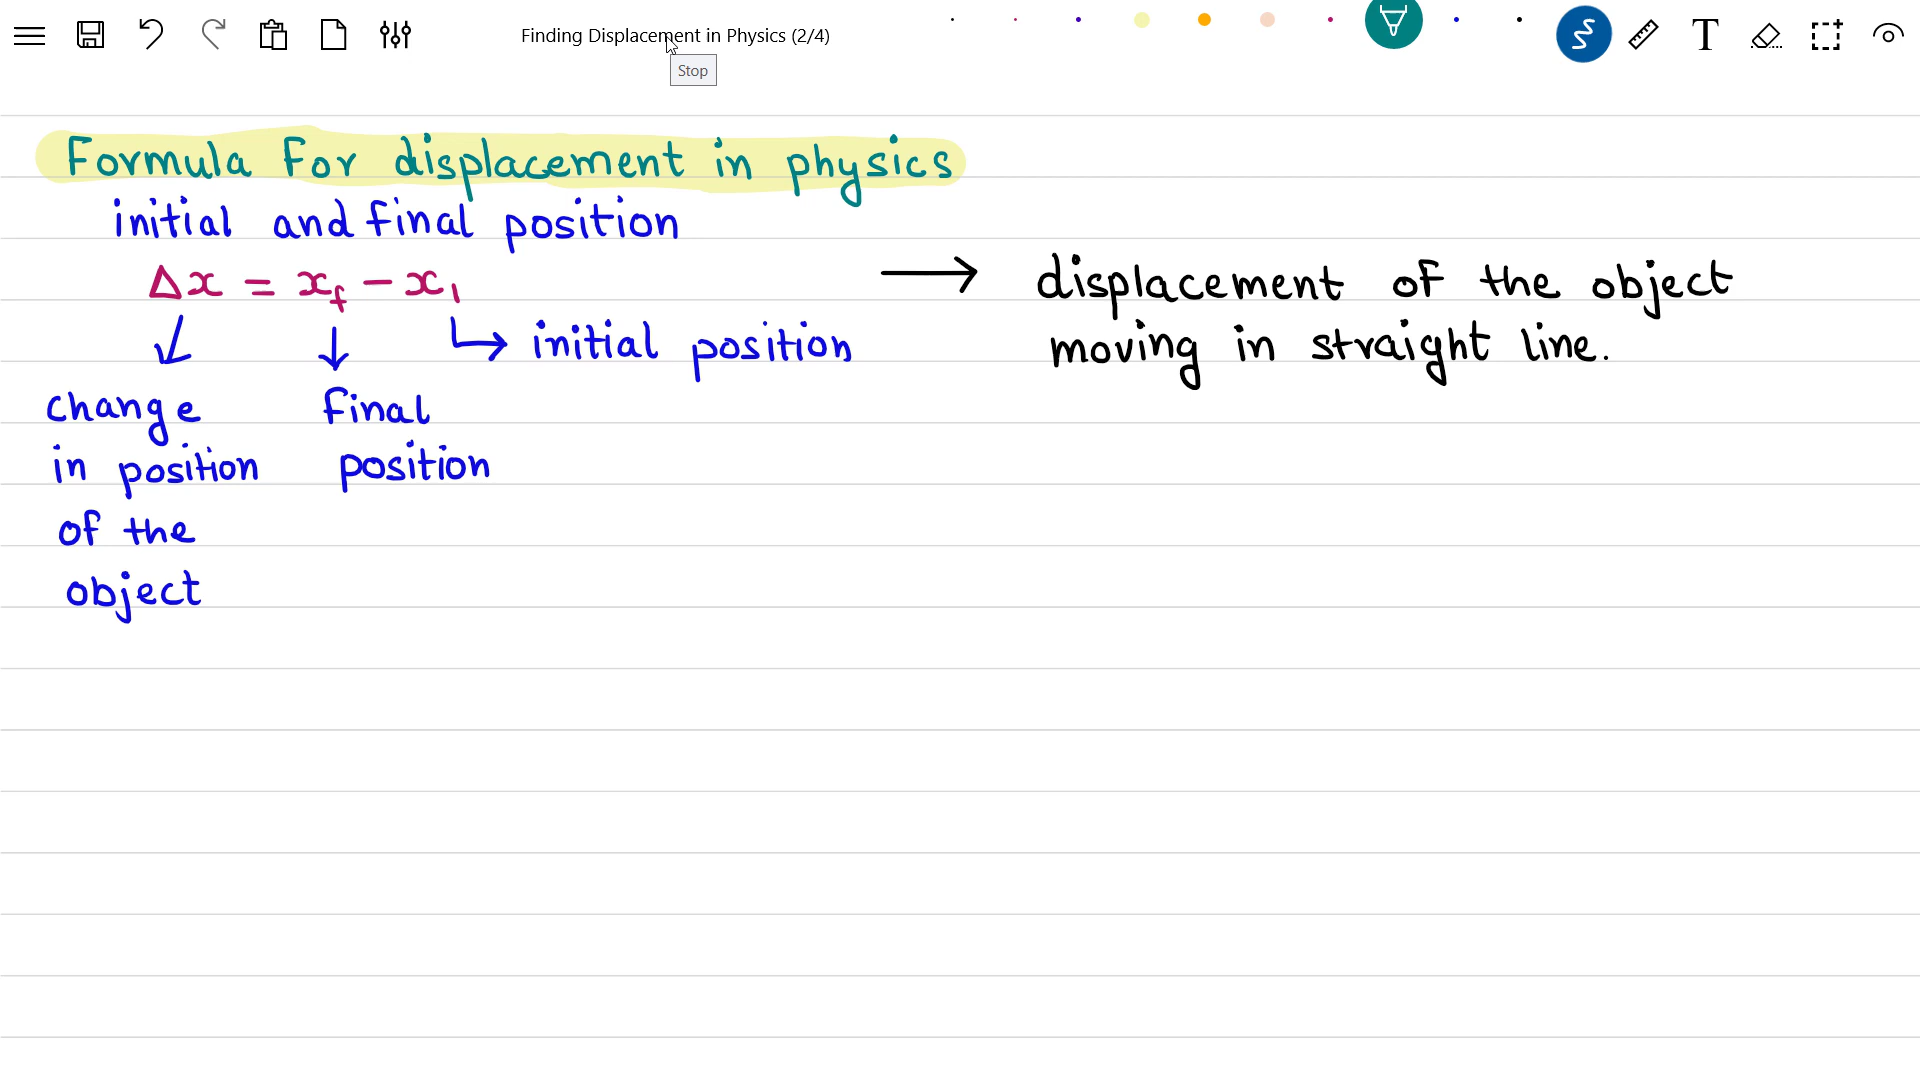 Finding Displacement in Physics (2/4)
T
Stop
Formula for displacement in physics
initial and final position
Δx = x_f - x_1
→ displacement of the object
moving in straight line.
initial position
change
in position
of the
object
final
position